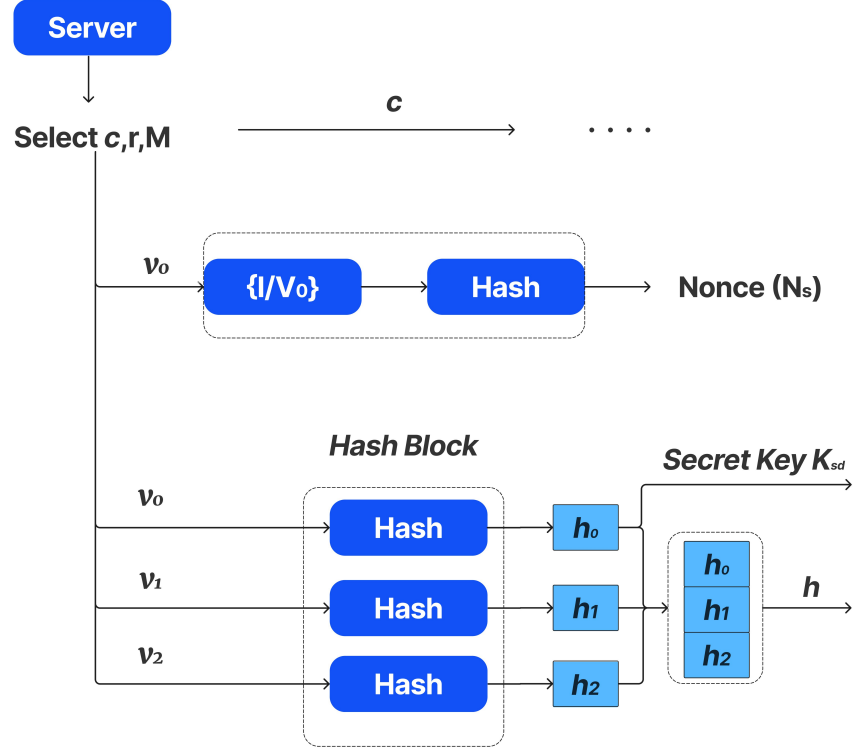 Server
c
Select c,r,M
. . . .
v₀
{I/V₀}
Hash
Nonce (Nₛ)
Hash Block
Secret Key Kₛd
v₀
Hash
h₀
v₁
Hash
h₁
v₂
Hash
h₂
h₀
h₁
h₂
h